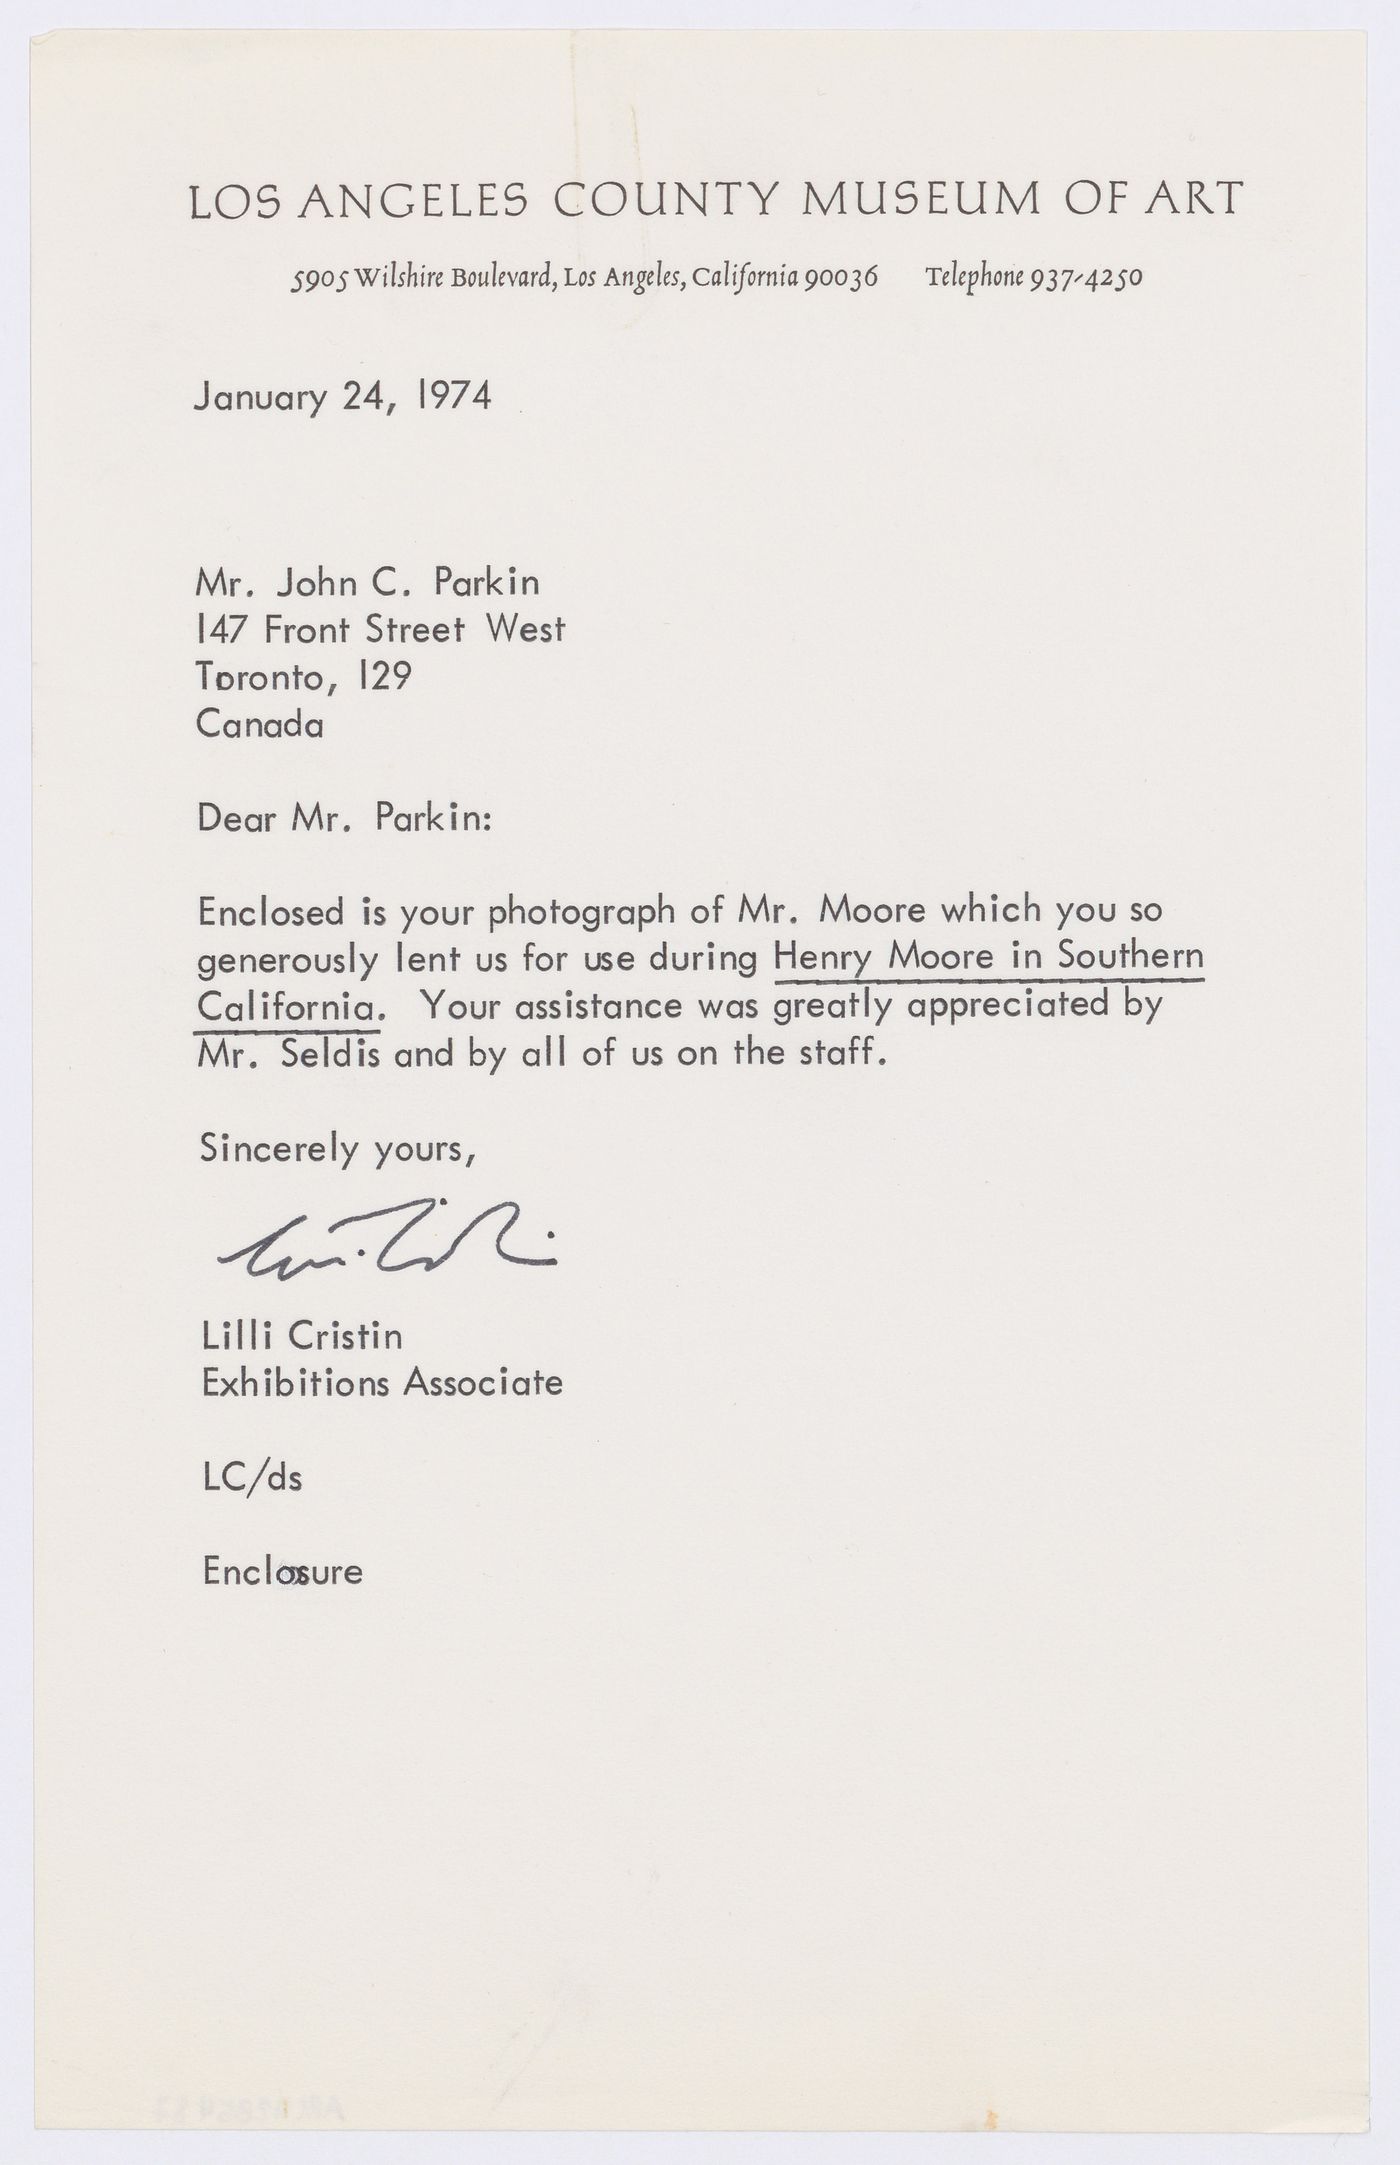 LOS ANGELES COUNTY MUSEUM OF ART
5905 Wilshire Boulevard, Los Angeles, California 90036 Telephone 937-4250
January 24, 1974
Mr. John C. Parkin
147 Front Street West
Toronto, 129
Canada
Dear Mr. Parkin:
Enclosed is your photograph of Mr. Moore which you so
generously lent us for use during Henry Moore in Southern
California. Your assistance was greatly appreciated by
Mr. Seldis and by all of us on the staff.
Sincerely yours,
Lilli Cristin
Exhibitions Associate
LC/ds
Enclosure